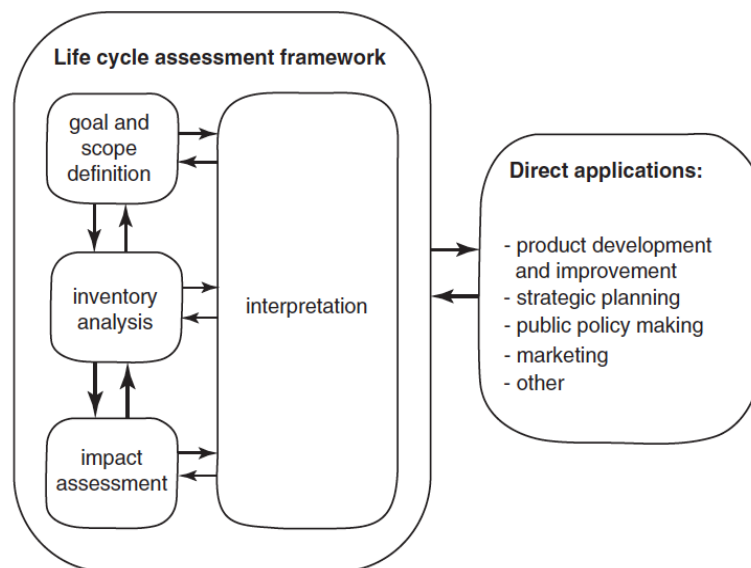 Life cycle assessment framework
goal and
scope
definition
inventory
analysis
impact
assessment
interpretation
Direct applications:
- product development
and improvement
- strategic planning
- public policy making
- marketing
- other